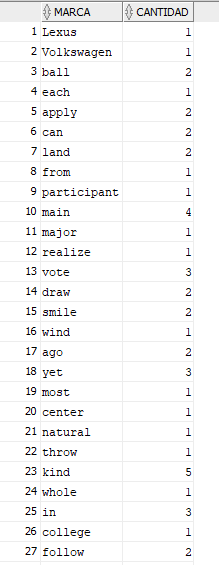 MARCA CANTIDAD
1 Lexus 1
2 Volkswagen 1
3 ball 2
4 each 1
5 apply 2
6 can 2
7 land 2
8 from 1
9 participant 1
10 main 4
11 major 1
12 realize 1
13 vote 3
14 draw 2
15 smile 2
16 wind 1
17 ago 2
18 yet 3
19 most 1
20 center 1
21 natural 1
22 throw 1
23 kind 5
24 whole 1
25 in 3
26 college 1
27 follow 2